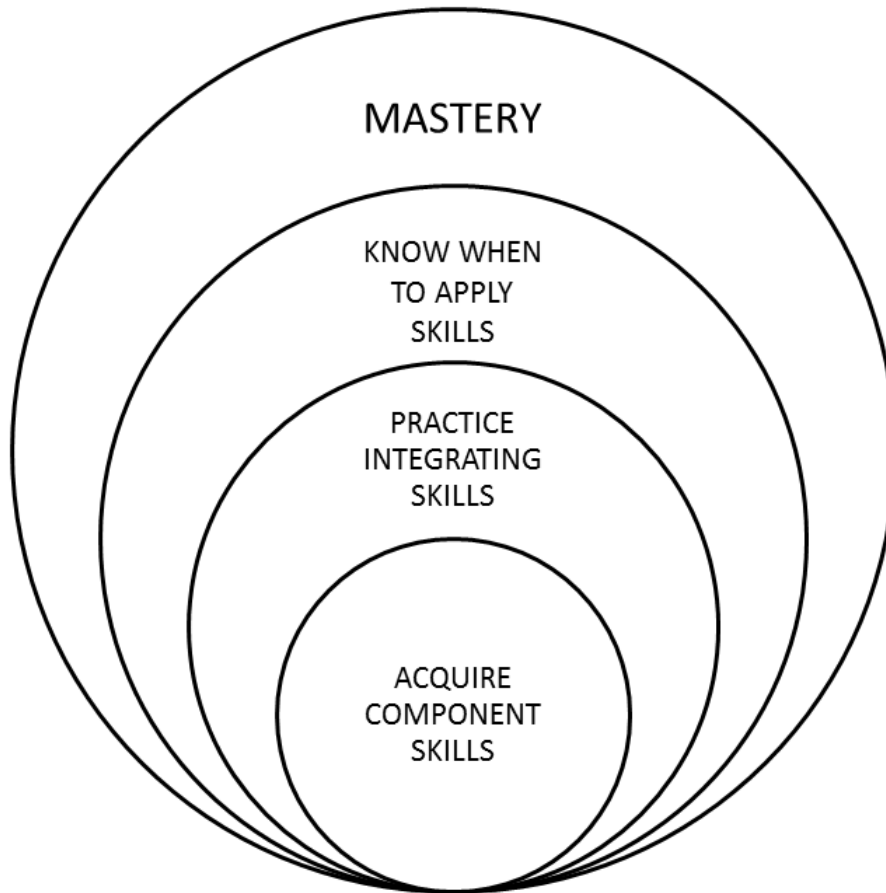 MASTERY
KNOW WHEN
TO APPLY
SKILLS
PRACTICE
INTEGRATING
SKILLS
ACQUIRE
COMPONENT
SKILLS